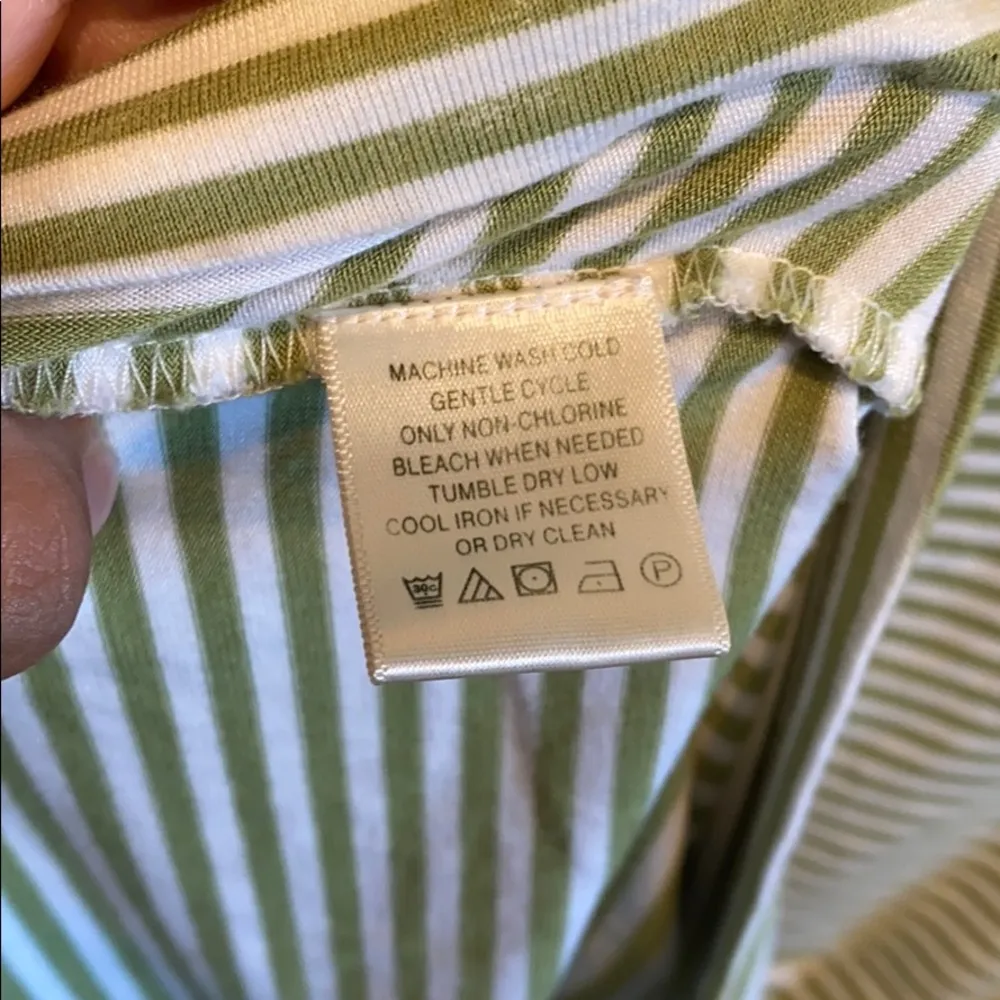 MACHINE WASH COLD
GENTLE CYCLE
ONLY NON-CHLORINE
BLEACH WHEN NEEDED
TUMBLE DRY LOW
COOL IRON IF NECESSARY
OR DRY CLEAN
30C P